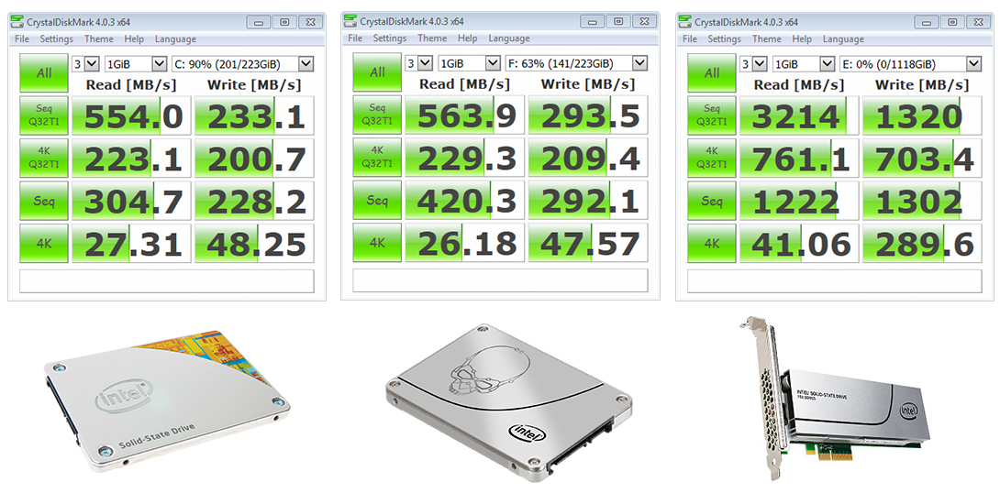 CrystalDiskMark 4.0.3 x64
File Settings Theme Help Language
All 3 1GiB C: 90% (201/223GiB)
Read [MB/s] Write [MB/s]
Seq Q32T1 554.0 233.1
4K Q32T1 223.1 200.7
Seq 304.7 228.2
4K 27.31 48.25
CrystalDiskMark 4.0.3 x64
File Settings Theme Help Language
All 3 1GiB F: 63% (141/223GiB)
Read [MB/s] Write [MB/s]
Seq Q32T1 563.9 293.5
4K Q32T1 229.3 209.4
Seq 420.3 292.1
4K 26.18 47.57
CrystalDiskMark 4.0.3 x64
File Settings Theme Help Language
All 3 1GiB E: 0% (0/1118GiB)
Read [MB/s] Write [MB/s]
Seq Q32T1 3214 1320
4K Q32T1 761.1 703.4
Seq 1222 1302
4K 41.06 289.6
intel
Solid-State Drive
intel
INTEL SOLID-STATE DRIVE
750 SERIES
intel